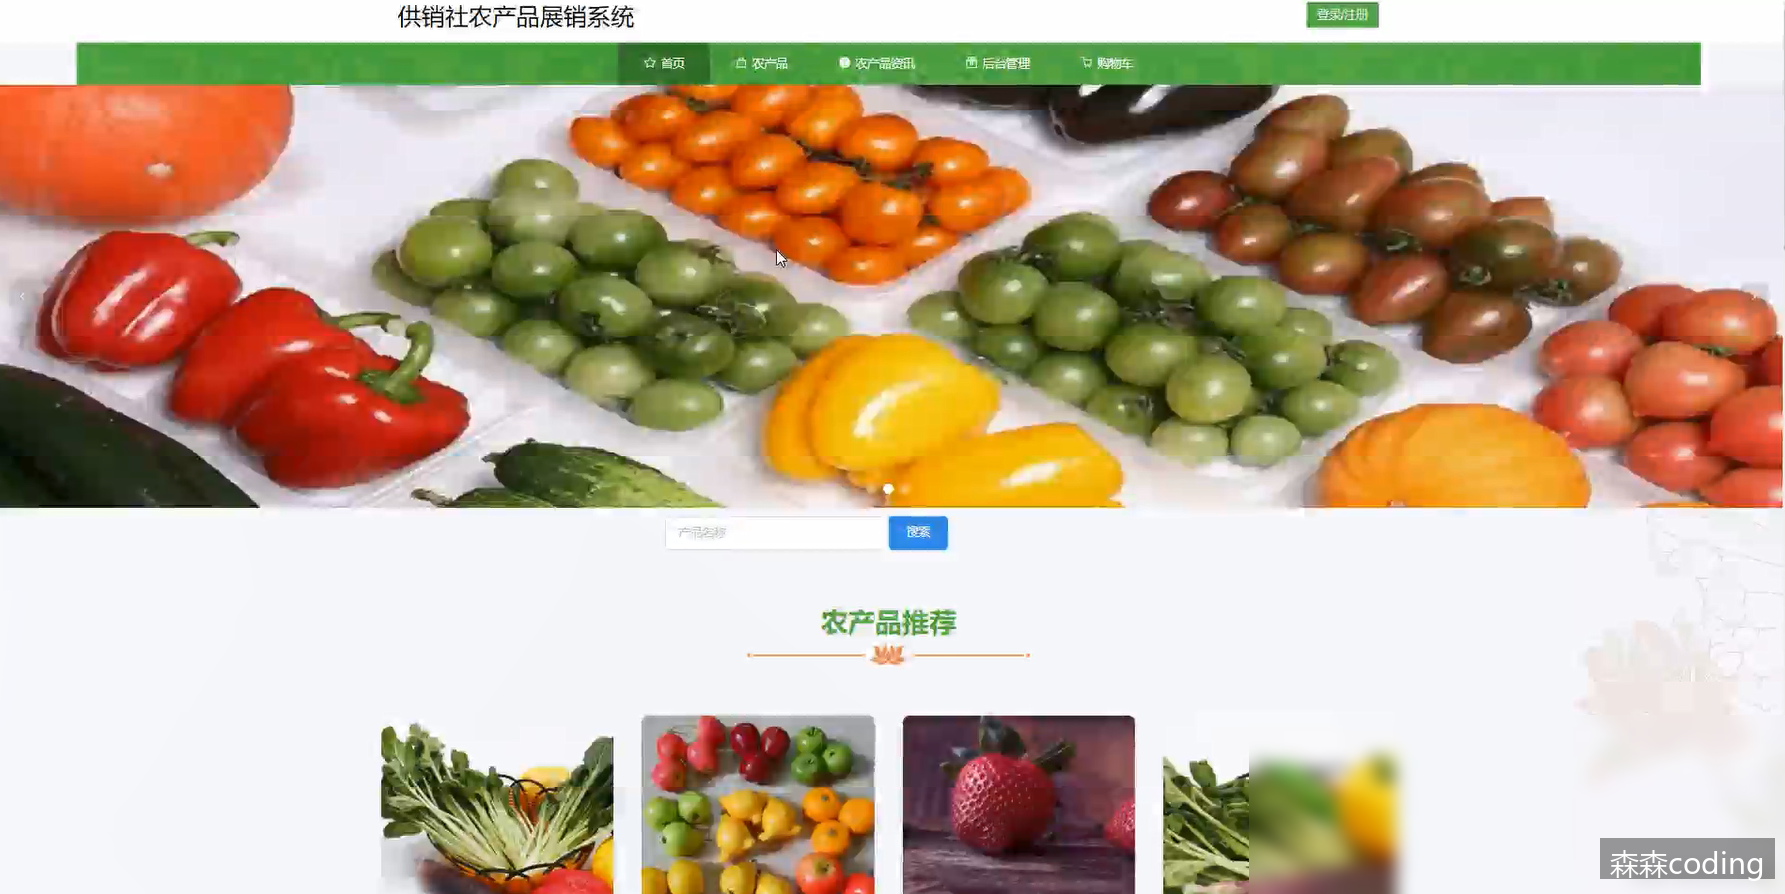 供销社农产品展销系统
登录/注册
首页
农产品
农产品资讯
后台管理
购物车
产品名称
搜索
农产品推荐
森森coding